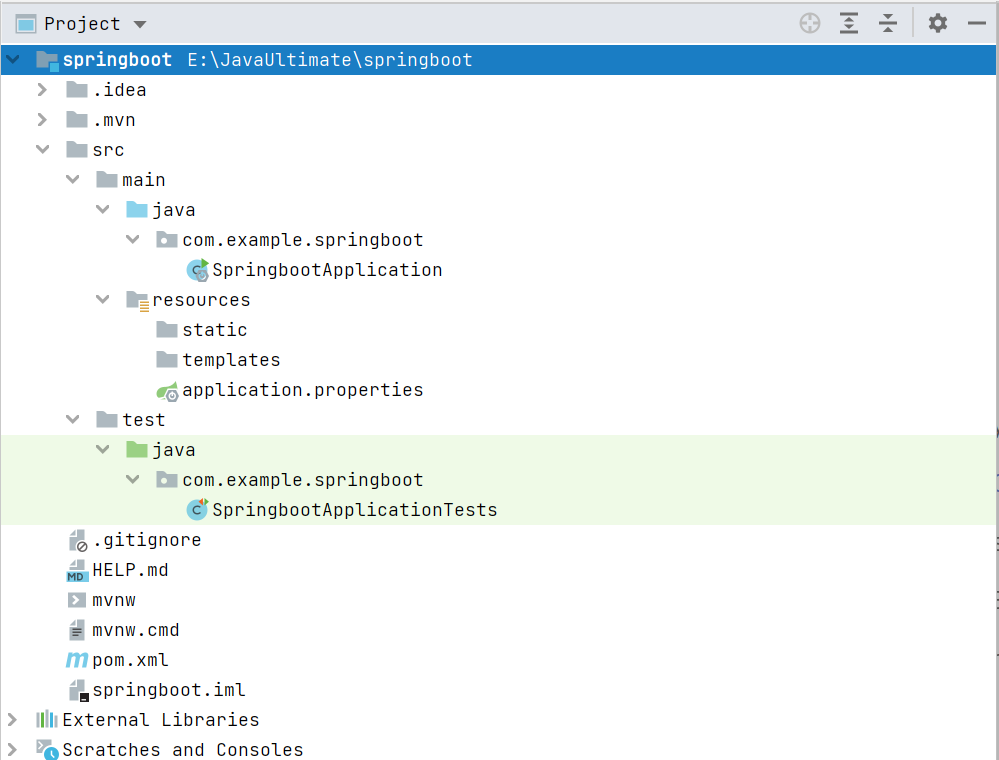 Project
springboot E:\JavaUltimate\springboot
.idea
.mvn
src
main
java
com.example.springboot
SpringbootApplication
resources
static
templates
application.properties
test
java
com.example.springboot
SpringbootApplicationTests
.gitignore
HELP.md
mvnw
mvnw.cmd
pom.xml
springboot.iml
External Libraries
Scratches and Consoles